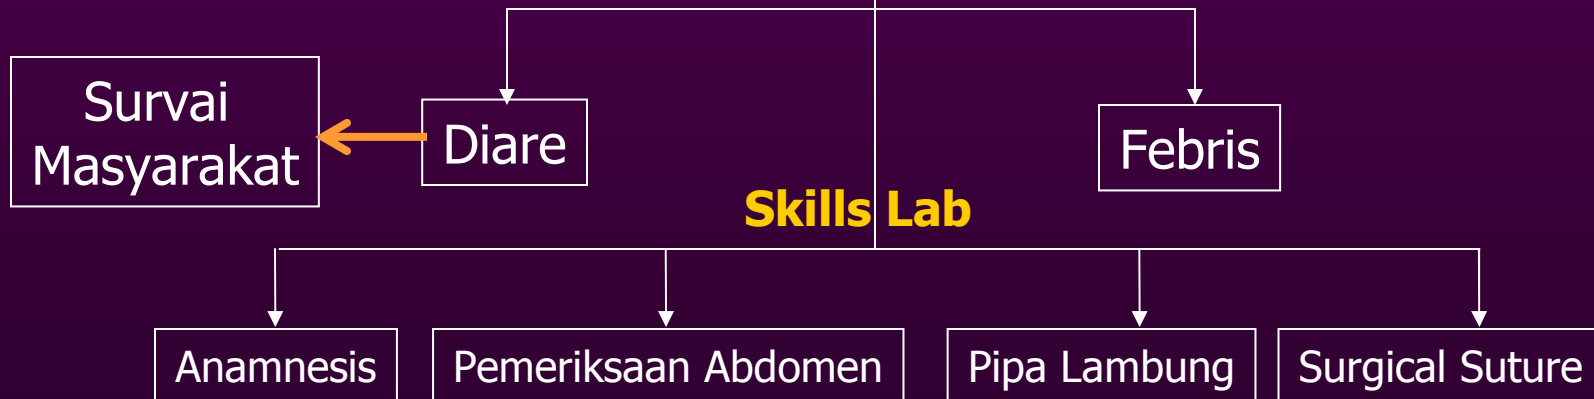 Survai
Masyarakat
Diare
Febris
Skills Lab
Anamnesis
Pemeriksaan Abdomen
Pipa Lambung
Surgical Suture